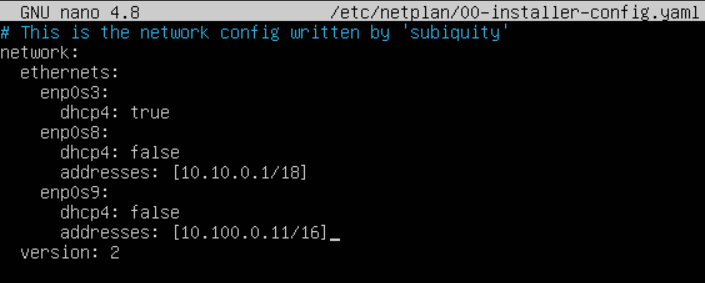 GNU nano 4.8 /etc/netplan/00-installer-config.yaml
# This is the network config written by 'subiquity'
network:
  ethernets:
    enp0s3:
      dhcp4: true
    enp0s8:
      dhcp4: false
      addresses: [10.10.0.1/18]
    enp0s9:
      dhcp4: false
      addresses: [10.100.0.11/16]
  version: 2